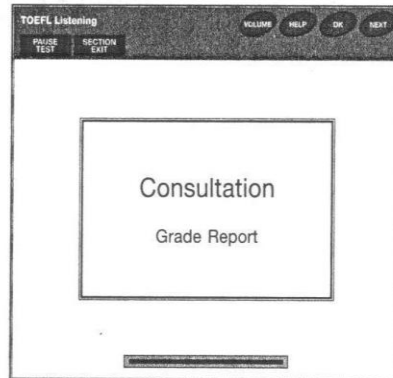 TOEFL Listening
VOLUME HELP OK NEXT
PAUSE TEST SECTION EXIT
Consultation
Grade Report